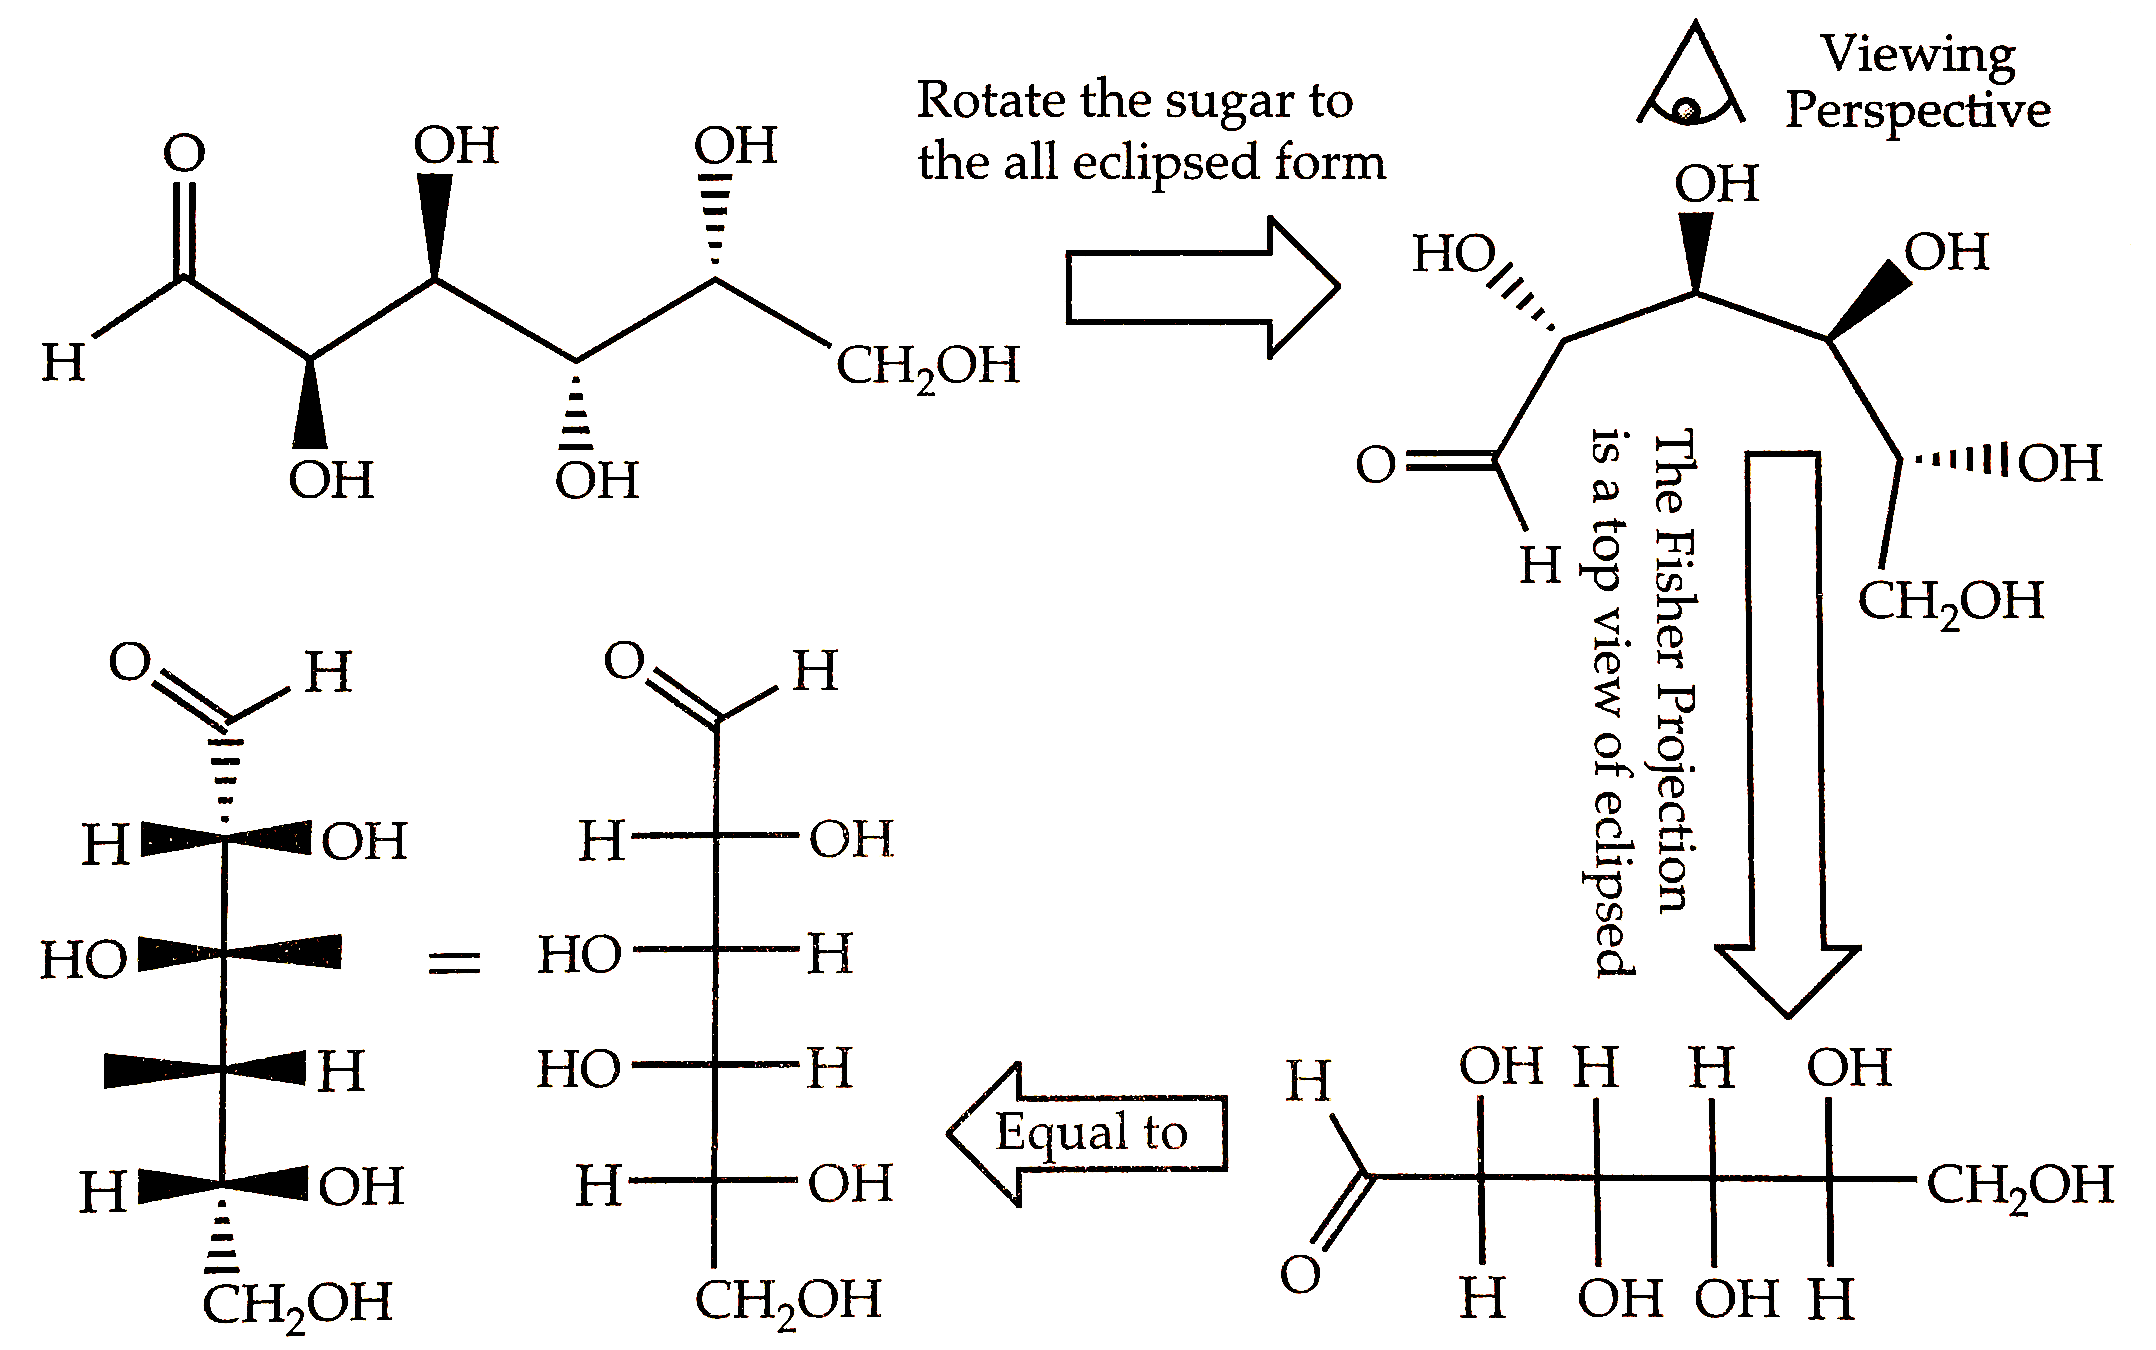 O
OH
OH
H
CH₂OH
OH
OH
Rotate the sugar to
the all eclipsed form
Viewing
Perspective
OH
HO
OH
O
OH
H
CH₂OH
The Fisher Projection
is a top view of eclipsed
O H
H OH
HO
=
H
H OH
CH₂OH
O H
H OH
HO H
HO H
H OH
CH₂OH
Equal to
H OH H H OH
CH₂OH
O H OH OH H